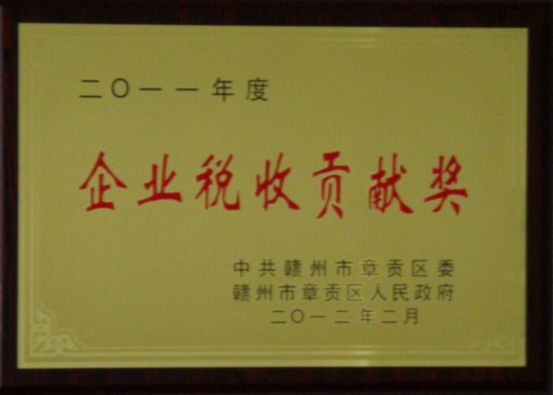 二〇一一年度
企业税收贡献奖
中共赣州市章贡区委
赣州市章贡区人民政府
二〇一二年二月